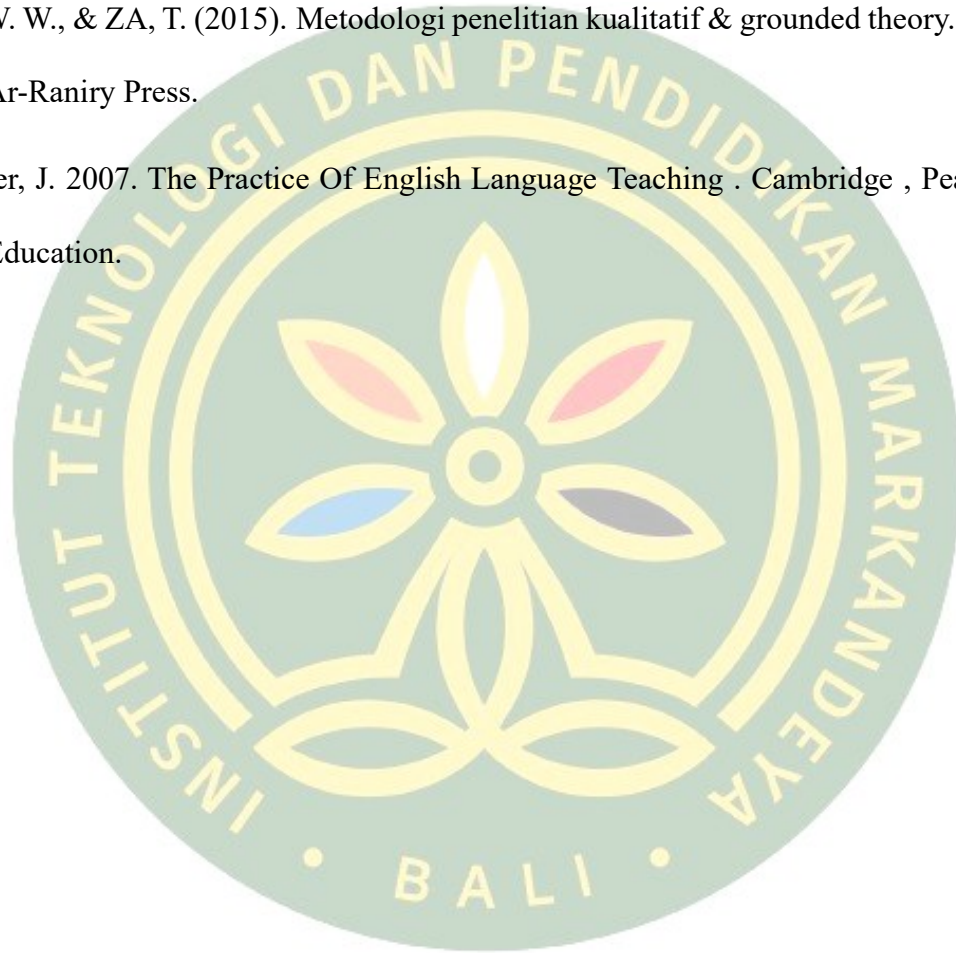 V. W., & ZA, T. (2015). Metodologi penelitian kualitatif & grounded theory.
Ar-Raniry Press.
er, J. 2007. The Practice Of English Language Teaching . Cambridge , Pea
Education.
INSTITUT TEKNOLOGI DAN PENDIDIKAN MARKANDEYA
• BALI •